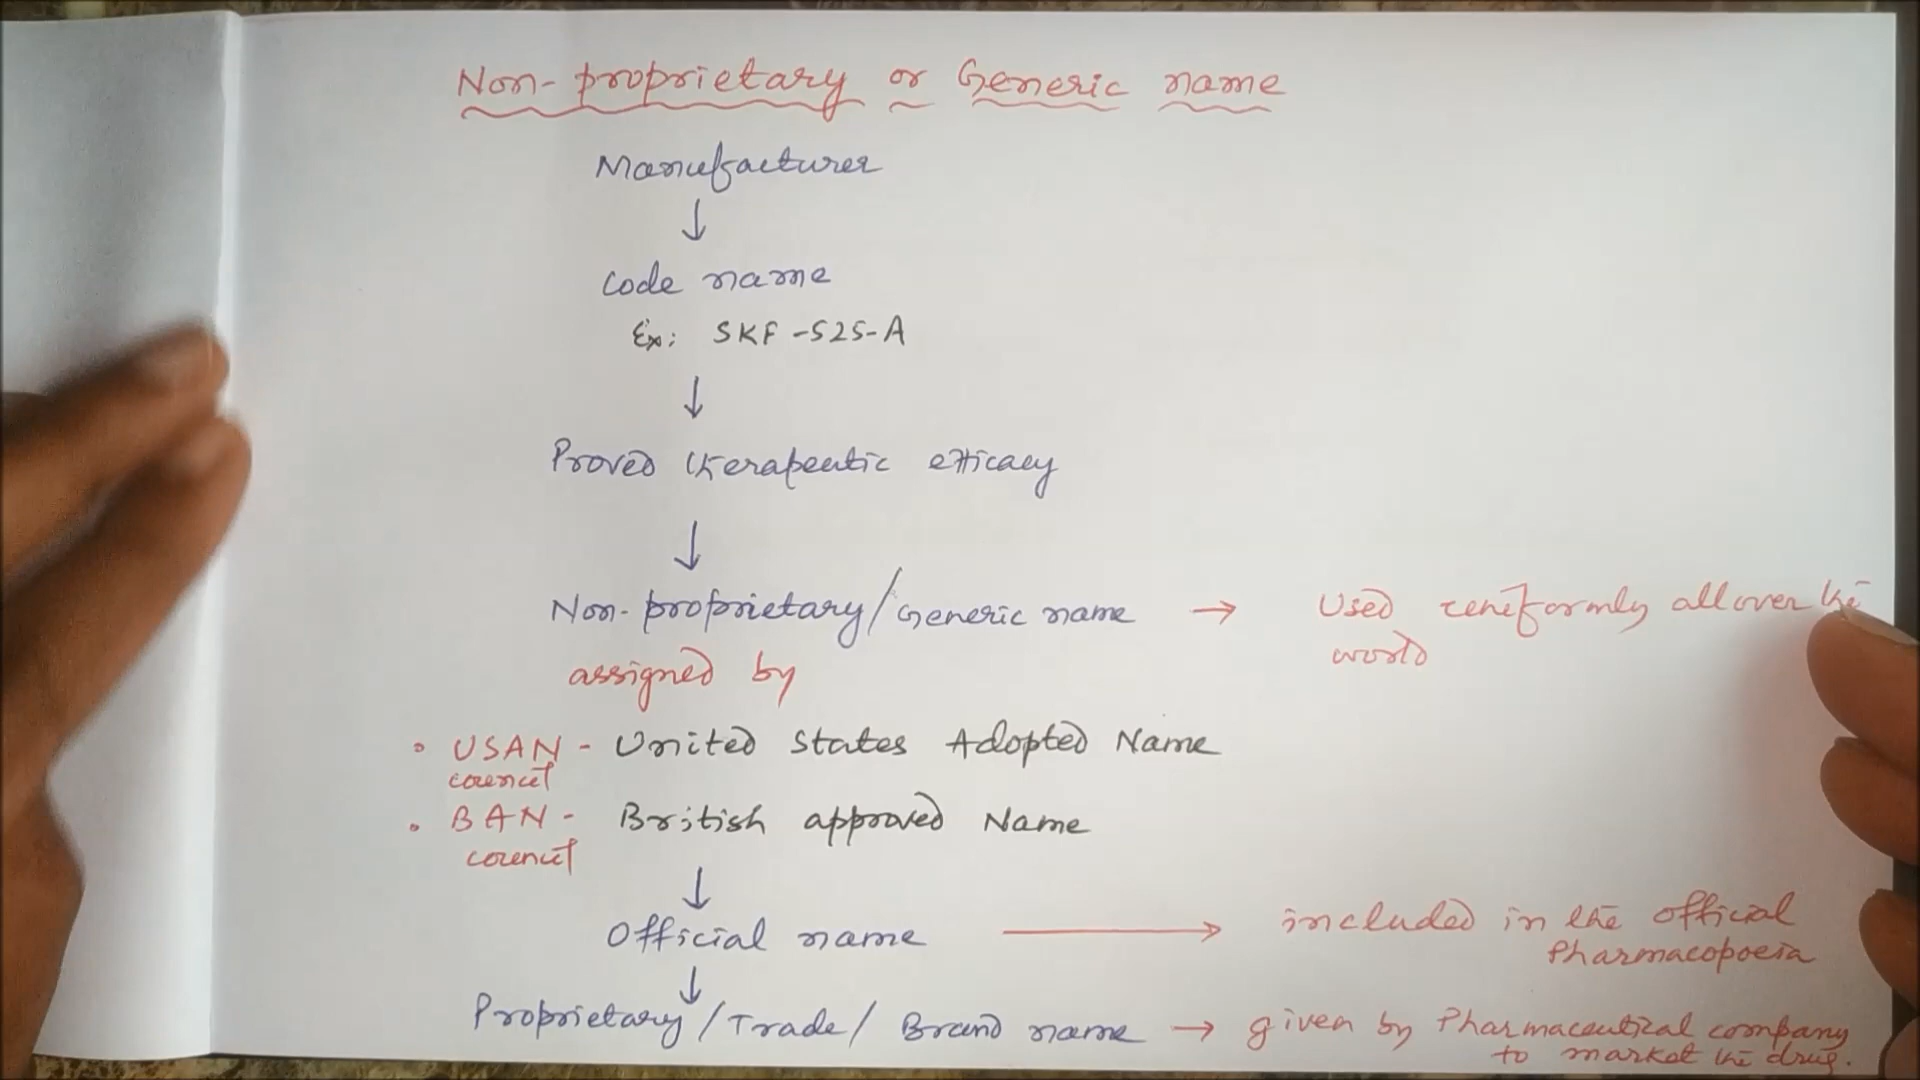 Non-proprietary or Generic name
Manufacturer
↓
Code name
Ex: SKF-525-A
↓
Proved therapeutic efficacy
↓
Non-proprietary/Generic name → Used uniformly all over the
world
assigned by
• USAN - United States Adopted Name
council
• BAN - British approved Name
council
↓
Official name → included in the official
Pharmacopoeia
↓
Proprietary/Trade/Brand name → given by Pharmaceutical company
to market the drug.